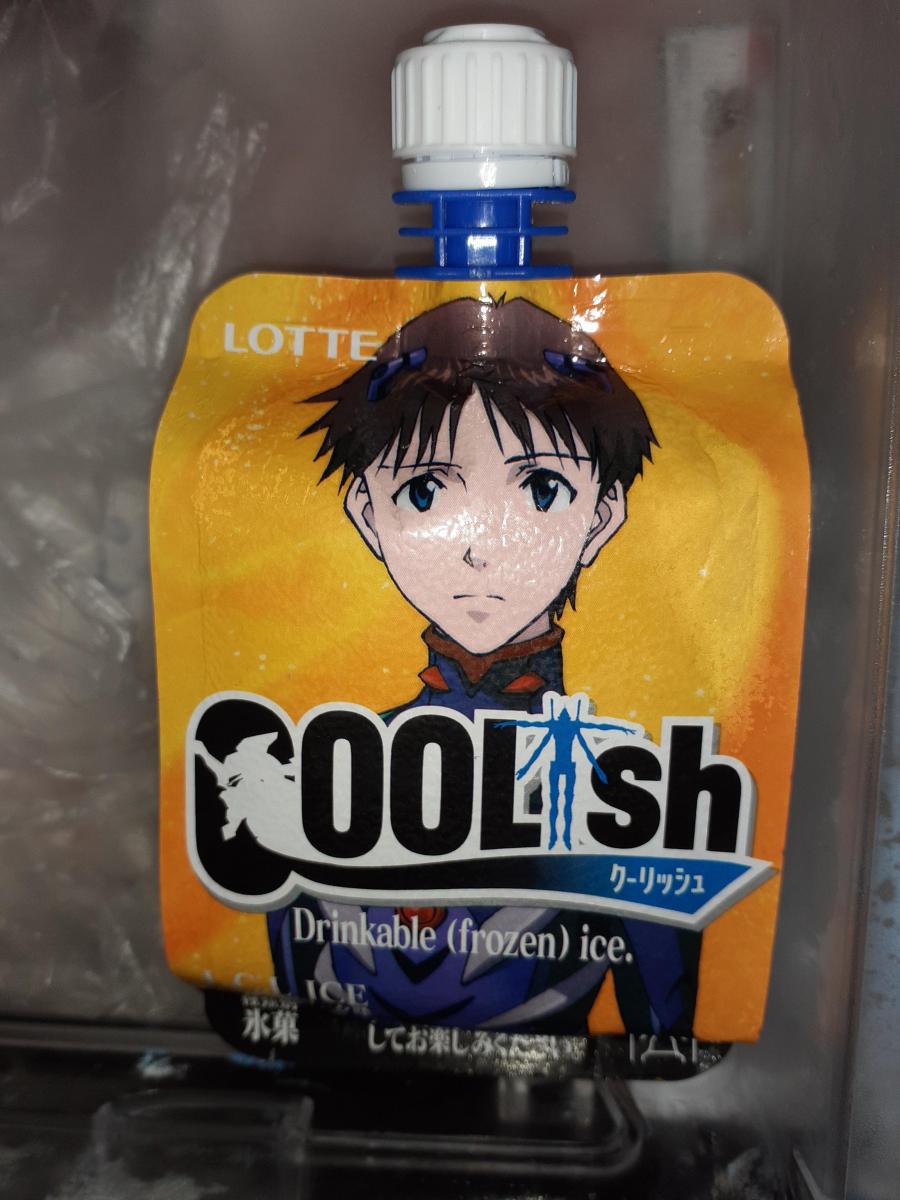 LOTTE
COOLish
クーリッシュ
Drinkable (frozen) ice.
ICE
氷菓
してお楽しみください